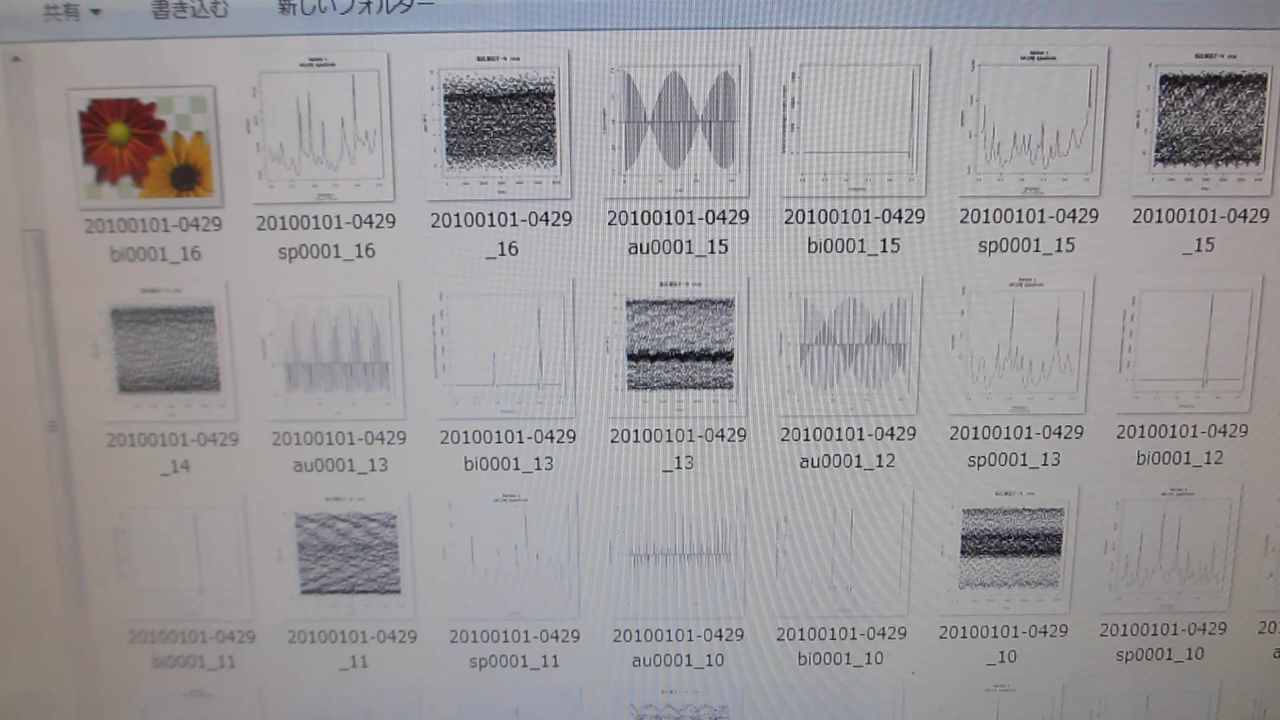 共有 ▼ 書き込む 新しいフォルダー
20100101-0429 20100101-0429 20100101-0429 20100101-0429 20100101-0429 20100101-0429 20100101-0429
bi0001_16 sp0001_16 _16 au0001_15 bi0001_15 sp0001_15 _15
20100101-0429 20100101-0429 20100101-0429 20100101-0429 20100101-0429 20100101-0429 20100101-0429
_14 au0001_13 bi0001_13 _13 au0001_12 sp0001_13 bi0001_12
20100101-0429 20100101-0429 20100101-0429 20100101-0429 20100101-0429 20100101-0429 20100101-0429
bi0001_11 _11 sp0001_11 au0001_10 bi0001_10 _10 sp0001_10